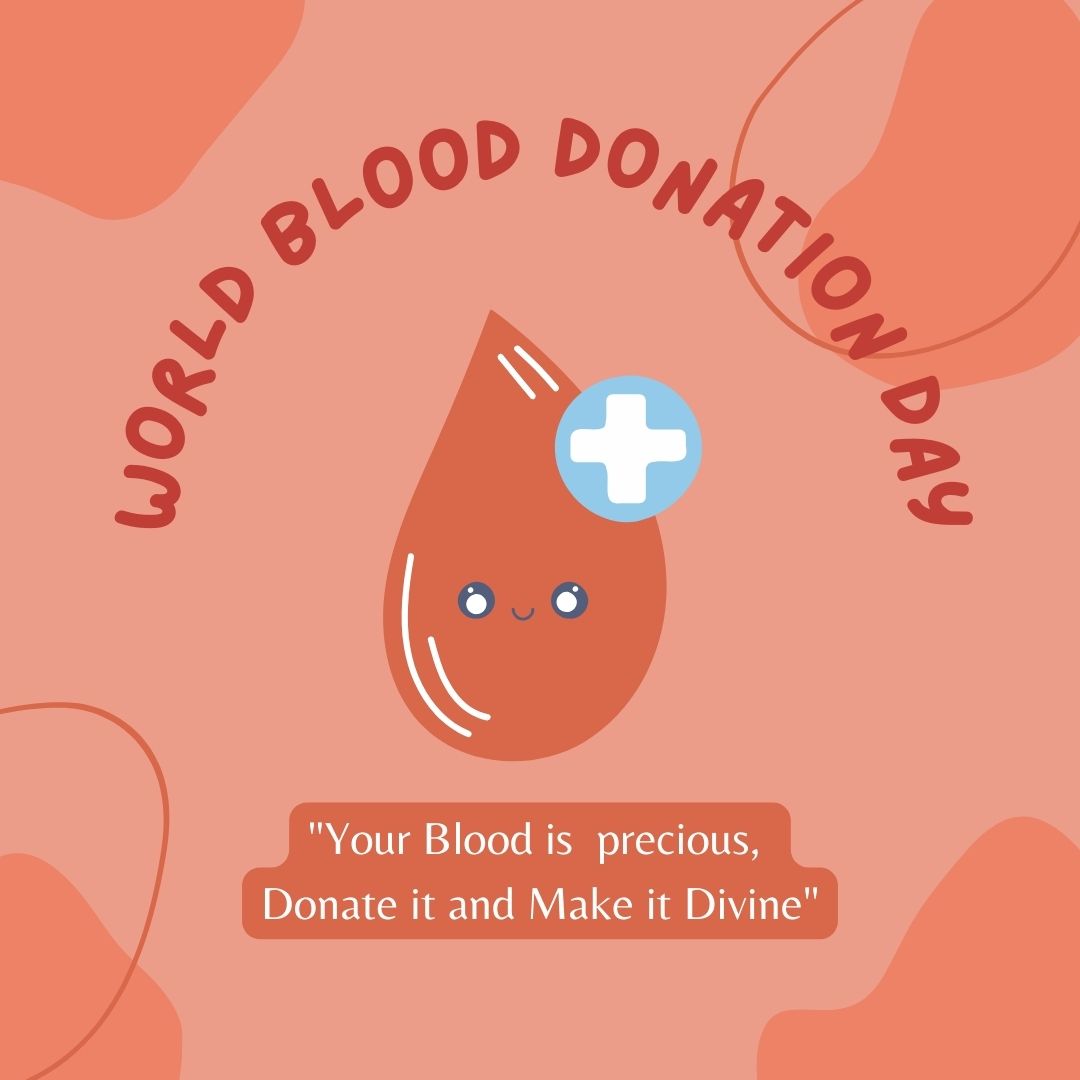 WORLD BLOOD DONATION DAY
"Your Blood is  precious,
Donate it and Make it Divine"